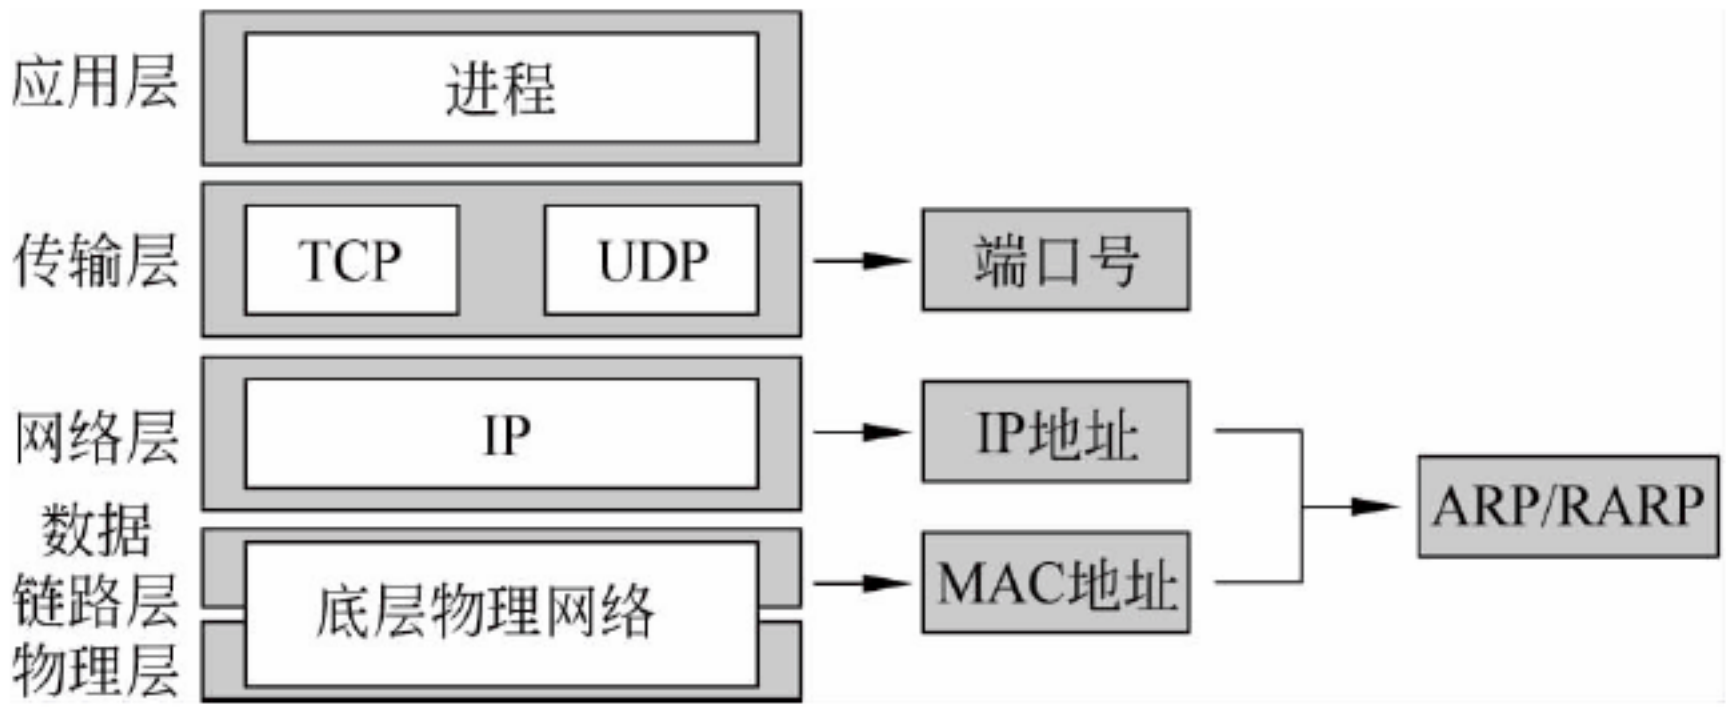 应用层
进程
传输层
TCP
UDP
端口号
网络层
IP
IP地址
ARP/RARP
数据
链路层
底层物理网络
MAC地址
物理层